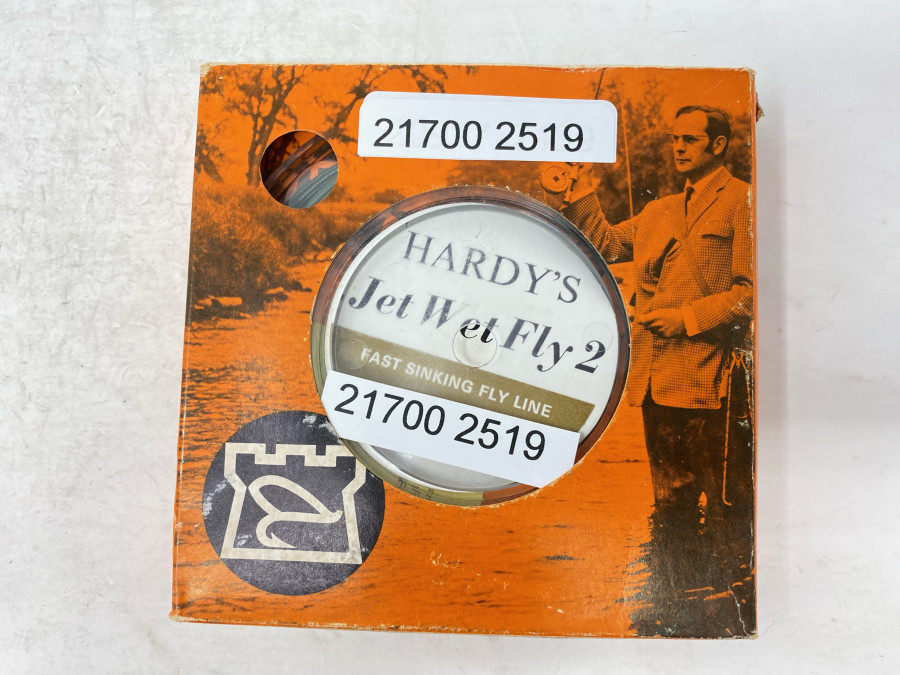 21700 2519
HARDY'S
Jet Wet Fly 2
FAST SINKING FLY LINE
21700 2519